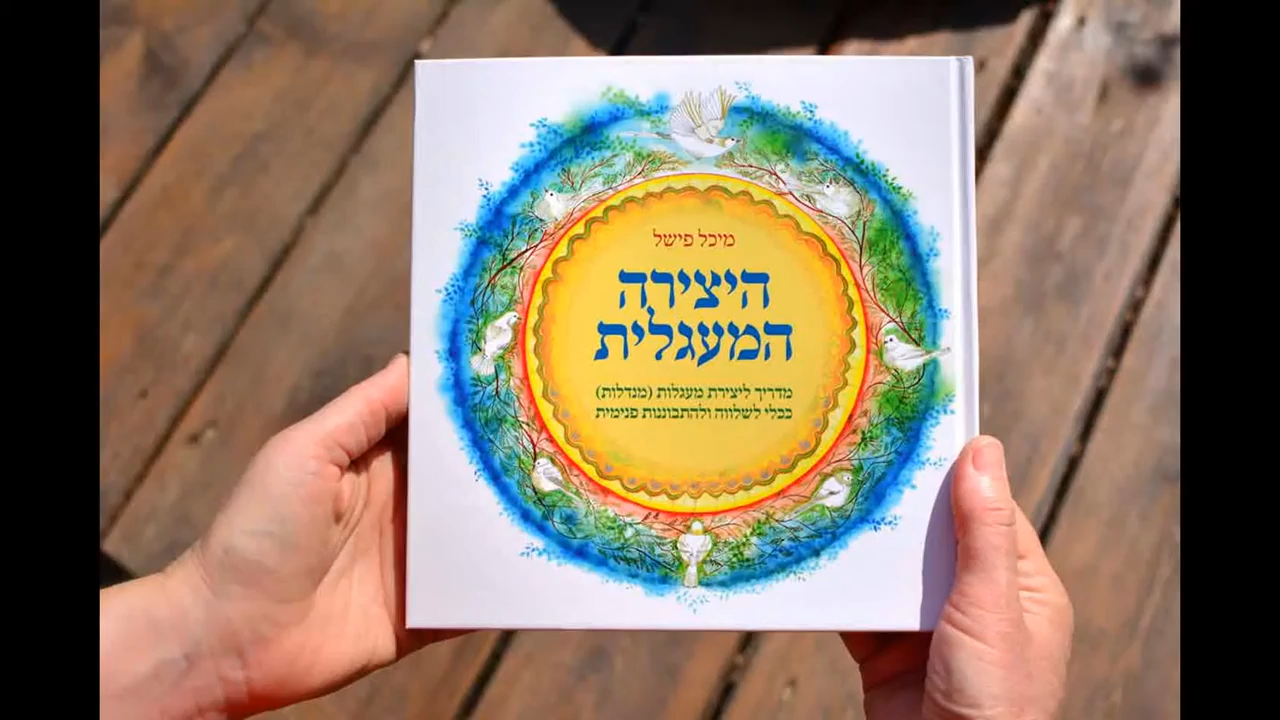 מיכל פישל
היצירה
המעגלית
מדריך ליצירת מעגלות (מנדלות)
ככלי לשלווה ולהתבוננות פנימית